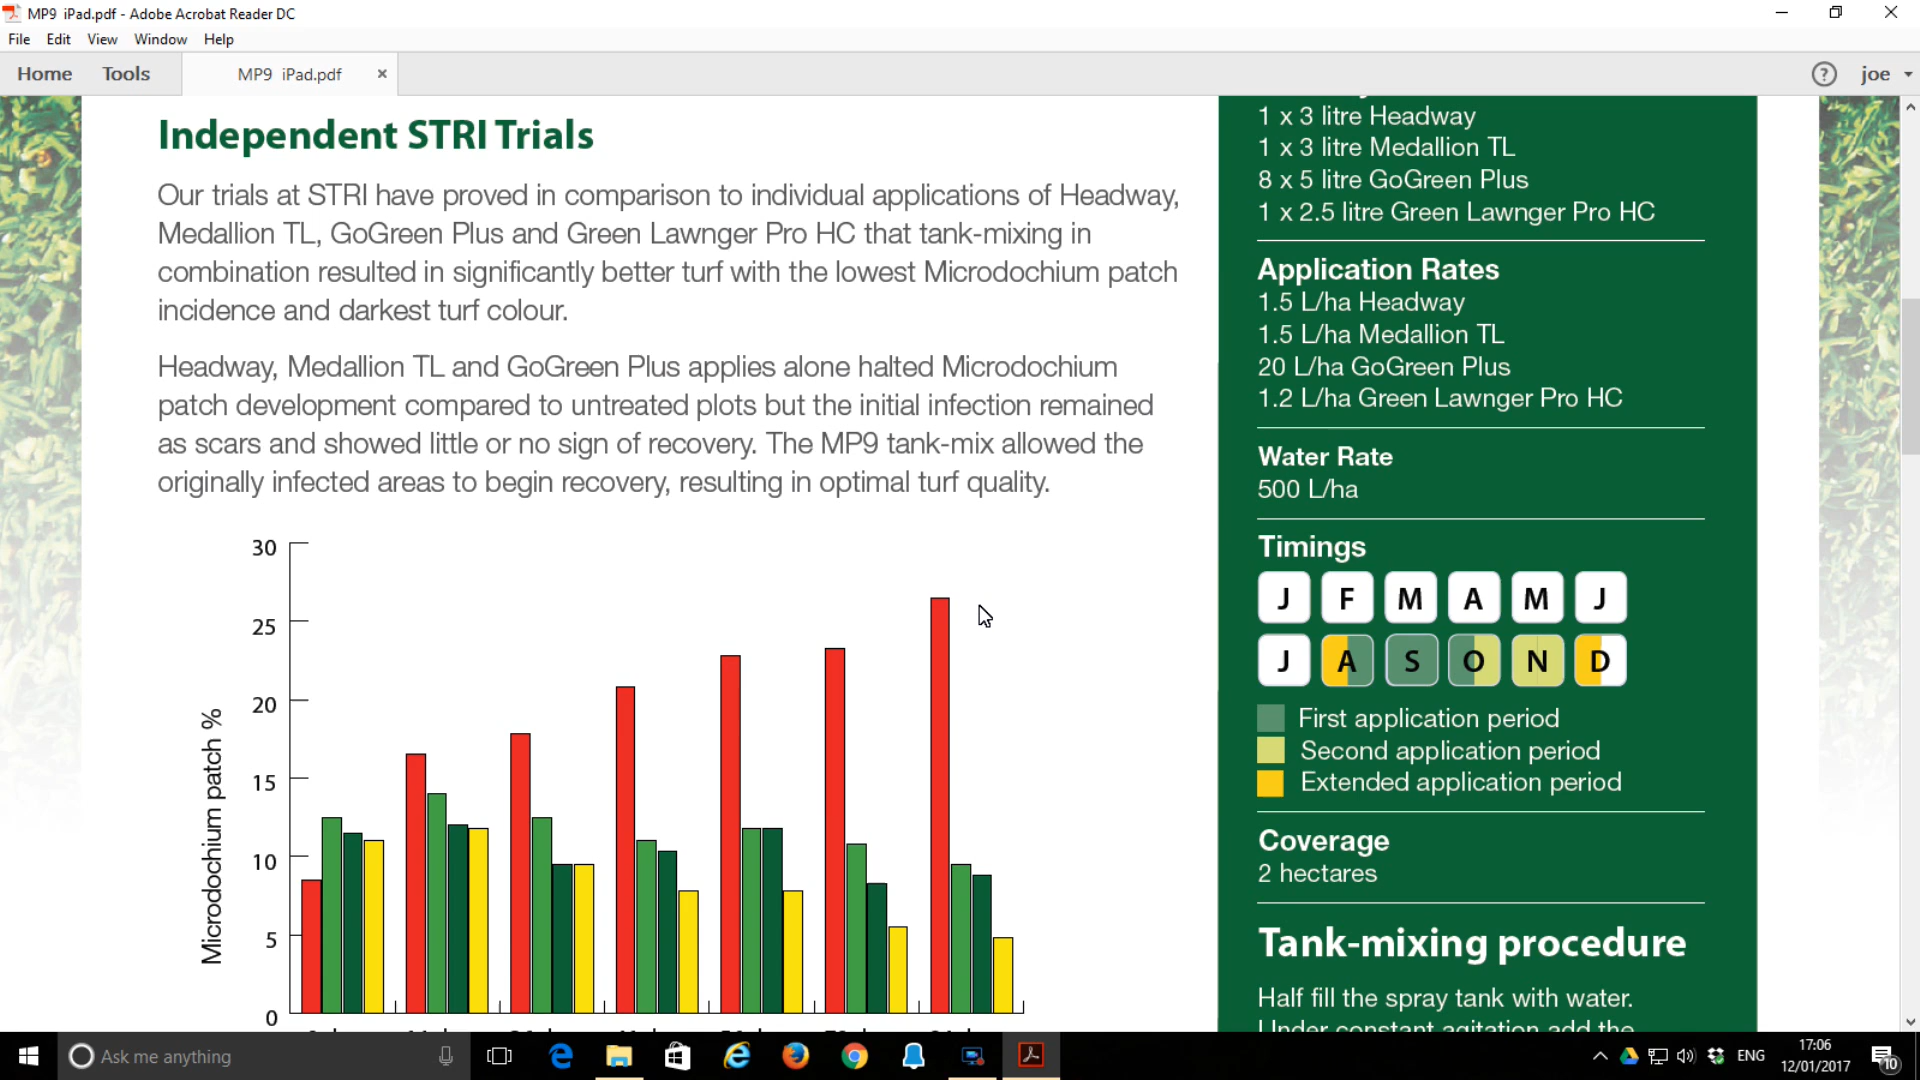 MP9 iPad.pdf - Adobe Acrobat Reader DC
File Edit View Window Help
Home Tools MP9 iPad.pdf × ? joe
Independent STRI Trials
Our trials at STRI have proved in comparison to individual applications of Headway,
Medallion TL, GoGreen Plus and Green Lawnger Pro HC that tank-mixing in
combination resulted in significantly better turf with the lowest Microdochium patch
incidence and darkest turf colour.
Headway, Medallion TL and GoGreen Plus applies alone halted Microdochium
patch development compared to untreated plots but the initial infection remained
as scars and showed little or no sign of recovery. The MP9 tank-mix allowed the
originally infected areas to begin recovery, resulting in optimal turf quality.
30
25
20
15
10
5
0
Microdochium patch %
1 x 3 litre Headway
1 x 3 litre Medallion TL
8 x 5 litre GoGreen Plus
1 x 2.5 litre Green Lawnger Pro HC
Application Rates
1.5 L/ha Headway
1.5 L/ha Medallion TL
20 L/ha GoGreen Plus
1.2 L/ha Green Lawnger Pro HC
Water Rate
500 L/ha
Timings
J F M A M J
J A S O N D
First application period
Second application period
Extended application period
Coverage
2 hectares
Tank-mixing procedure
Half fill the spray tank with water.
Under constant agitation add the
Ask me anything
ENG
17:06
12/01/2017
10